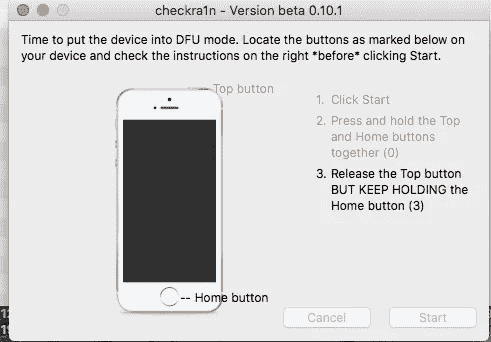 checkra1n - Version beta 0.10.1
Time to put the device into DFU mode. Locate the buttons as marked below on
your device and check the instructions on the right *before* clicking Start.
-- Top button
1. Click Start
2. Press and hold the Top
and Home buttons
together (0)
3. Release the Top button
BUT KEEP HOLDING the
Home button (3)
-- Home button
Cancel
Start